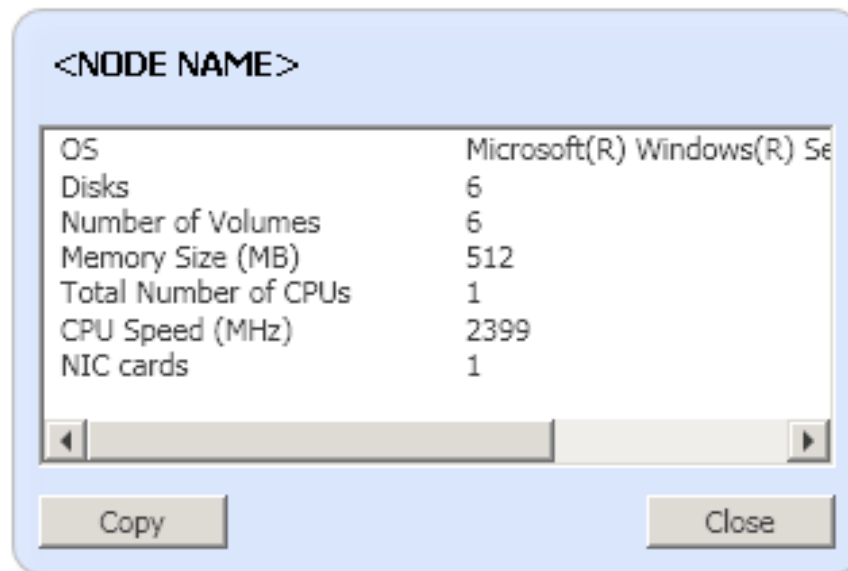 <NODE NAME>
OS Microsoft(R) Windows(R) Se
Disks 6
Number of Volumes 6
Memory Size (MB) 512
Total Number of CPUs 1
CPU Speed (MHz) 2399
NIC cards 1
Copy Close